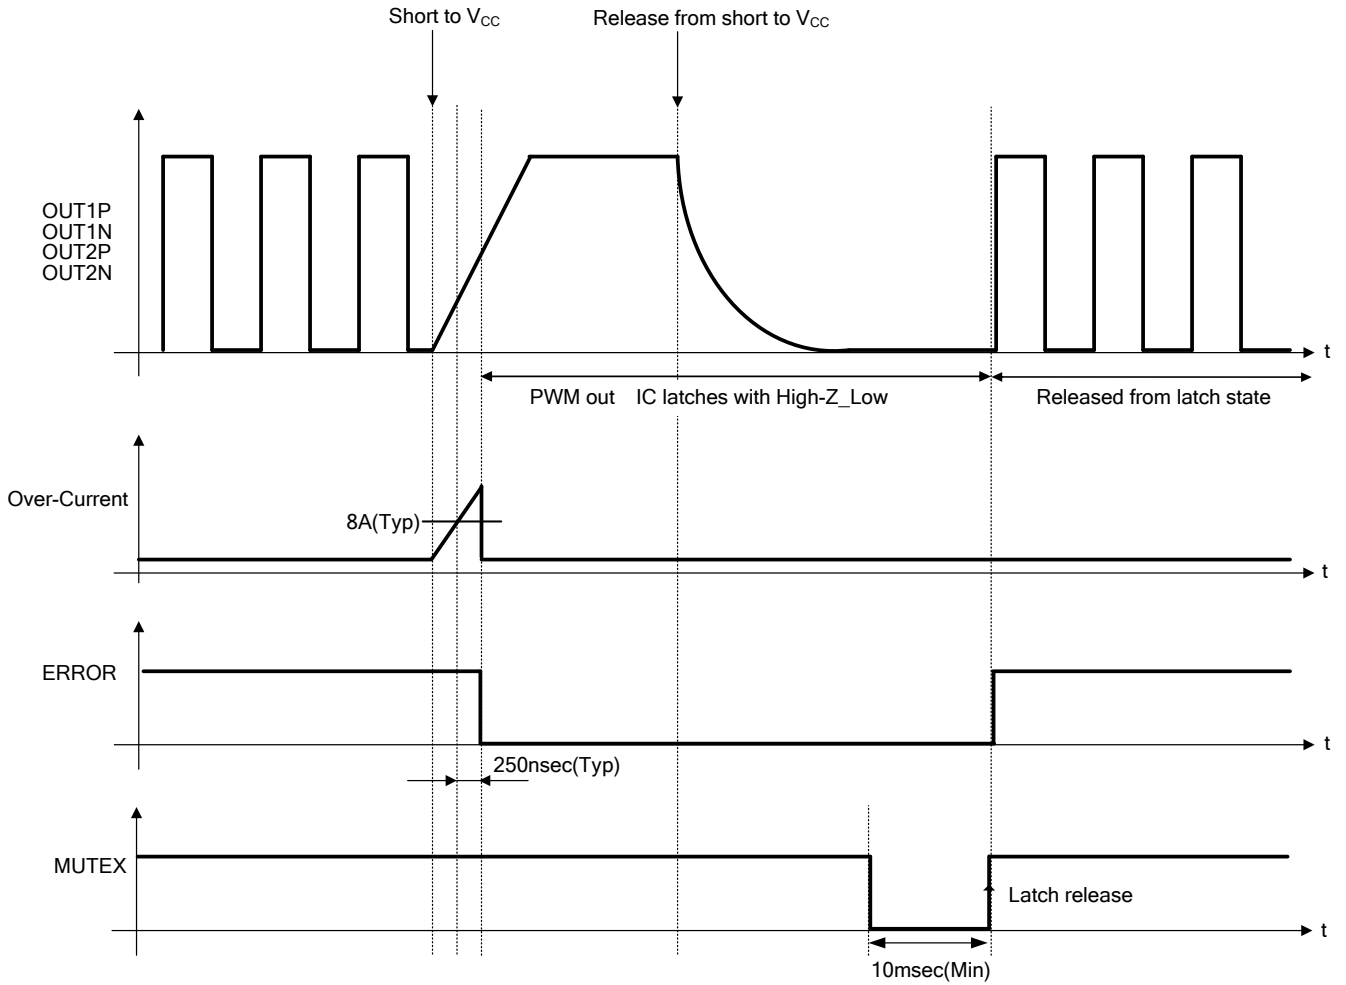 Short to VCC
Release from short to VCC
OUT1P
OUT1N
OUT2P
OUT2N
t
PWM out IC latches with High-Z_Low
Released from latch state
Over-Current
8A(Typ)
t
ERROR
t
250nsec(Typ)
MUTEX
Latch release
t
10msec(Min)